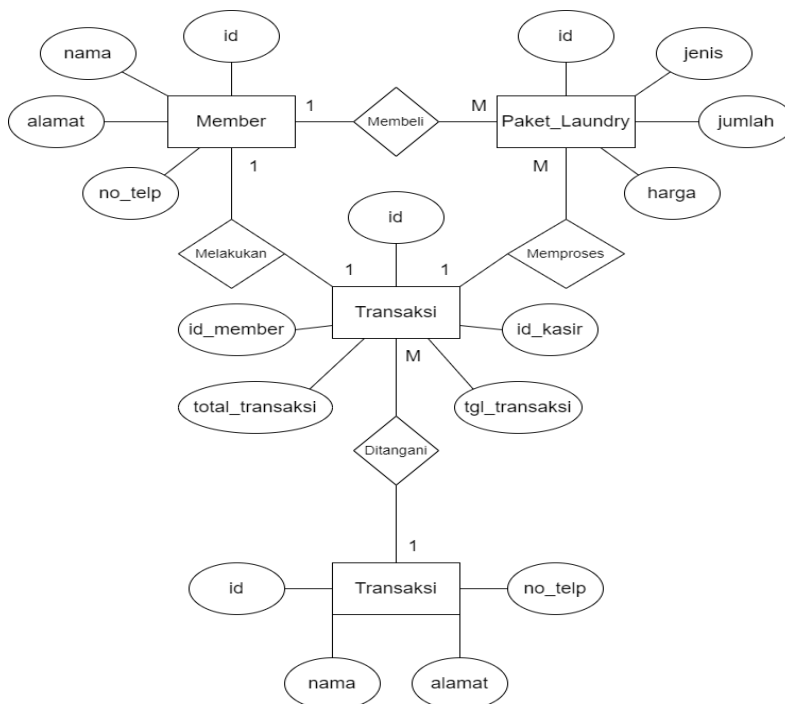 id
id
nama
jenis
1
M
Member
Membeli
Paket_Laundry
alamat
jumlah
1
M
no_telp
harga
id
Melakukan
Memproses
1
1
Transaksi
id_member
id_kasir
M
total_transaksi
tgl_transaksi
Ditangani
1
id
Transaksi
no_telp
nama
alamat